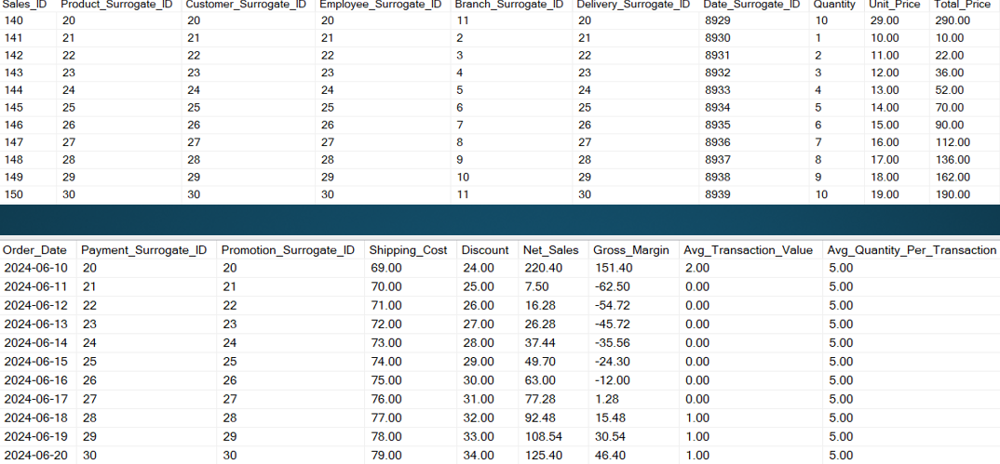 Sales_ID Product_Surrogate_ID Customer_Surrogate_ID Employee_Surrogate_ID Branch_Surrogate_ID Delivery_Surrogate_ID Date_Surrogate_ID Quantity Unit_Price Total_Price
140 20 20 20 11 20 8929 10 29.00 290.00
141 21 21 21 2 21 8930 1 10.00 10.00
142 22 22 22 3 22 8931 2 11.00 22.00
143 23 23 23 4 23 8932 3 12.00 36.00
144 24 24 24 5 24 8933 4 13.00 52.00
145 25 25 25 6 25 8934 5 14.00 70.00
146 26 26 26 7 26 8935 6 15.00 90.00
147 27 27 27 8 27 8936 7 16.00 112.00
148 28 28 28 9 28 8937 8 17.00 136.00
149 29 29 29 10 29 8938 9 18.00 162.00
150 30 30 30 11 30 8939 10 19.00 190.00
Order_Date Payment_Surrogate_ID Promotion_Surrogate_ID Shipping_Cost Discount Net_Sales Gross_Margin Avg_Transaction_Value Avg_Quantity_Per_Transaction
2024-06-10 20 20 69.00 24.00 220.40 151.40 2.00 5.00
2024-06-11 21 21 70.00 25.00 7.50 -62.50 0.00 5.00
2024-06-12 22 22 71.00 26.00 16.28 -54.72 0.00 5.00
2024-06-13 23 23 72.00 27.00 26.28 -45.72 0.00 5.00
2024-06-14 24 24 73.00 28.00 37.44 -35.56 0.00 5.00
2024-06-15 25 25 74.00 29.00 49.70 -24.30 0.00 5.00
2024-06-16 26 26 75.00 30.00 63.00 -12.00 0.00 5.00
2024-06-17 27 27 76.00 31.00 77.28 1.28 0.00 5.00
2024-06-18 28 28 77.00 32.00 92.48 15.48 1.00 5.00
2024-06-19 29 29 78.00 33.00 108.54 30.54 1.00 5.00
2024-06-20 30 30 79.00 34.00 125.40 46.40 1.00 5.00